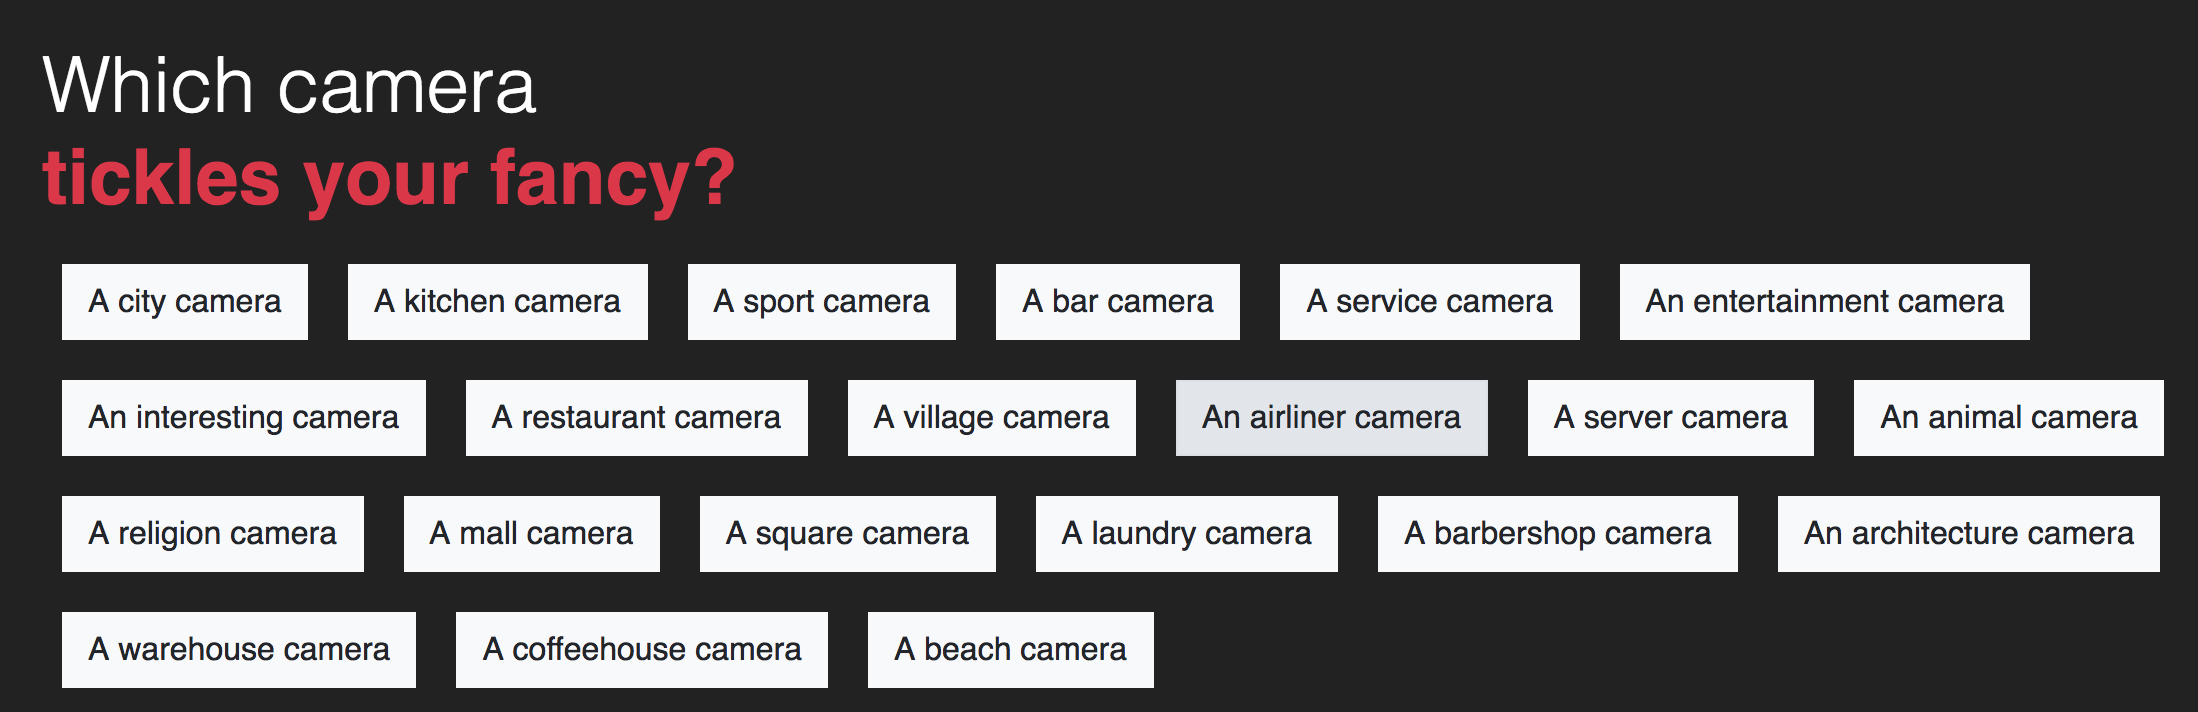 Which camera
tickles your fancy?
A city camera
A kitchen camera
A sport camera
A bar camera
A service camera
An entertainment camera
An interesting camera
A restaurant camera
A village camera
An airliner camera
A server camera
An animal camera
A religion camera
A mall camera
A square camera
A laundry camera
A barbershop camera
An architecture camera
A warehouse camera
A coffeehouse camera
A beach camera